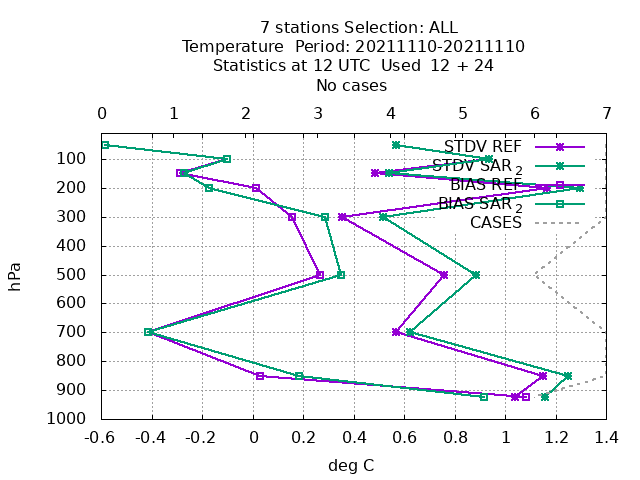 7 stations Selection: ALL
Temperature  Period: 20211110-20211110
Statistics at 12 UTC  Used  12 + 24
No cases
0 1 2 3 4 5 6 7
STDV REF
STDV SAR 2
BIAS REF
BIAS SAR 2
CASES
100
200
300
400
500
600
700
800
900
1000
hPa
-0.6 -0.4 -0.2 0 0.2 0.4 0.6 0.8 1 1.2 1.4
deg C